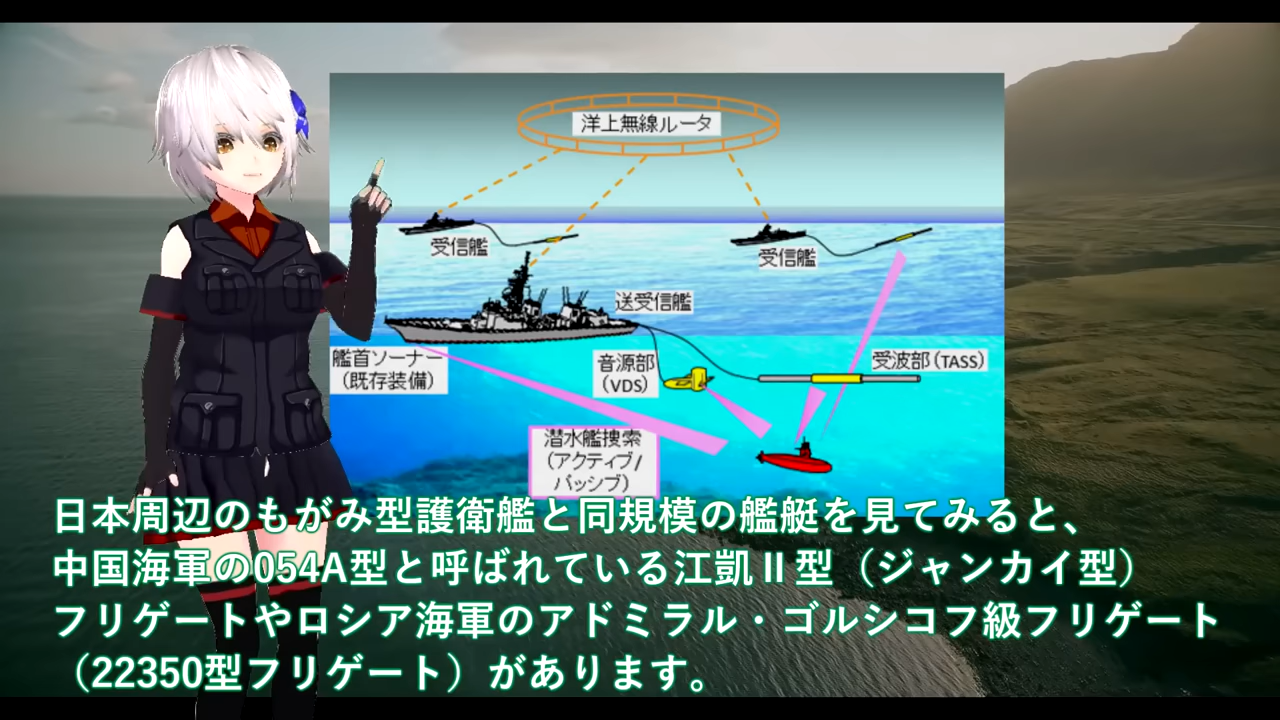 洋上無線ルータ
受信艦
受信艦
送受信艦
艦首ソーナー
（既存装備）
音源部
（VDS）
受波部（TASS）
潜水艦捜索
（アクティブ/
パッシブ）
日本周辺のもがみ型護衛艦と同規模の艦艇を見てみると、
中国海軍の054A型と呼ばれている江凱Ⅱ型（ジャンカイ型）
フリゲートやロシア海軍のアドミラル・ゴルシコフ級フリゲート
（22350型フリゲート）があります。